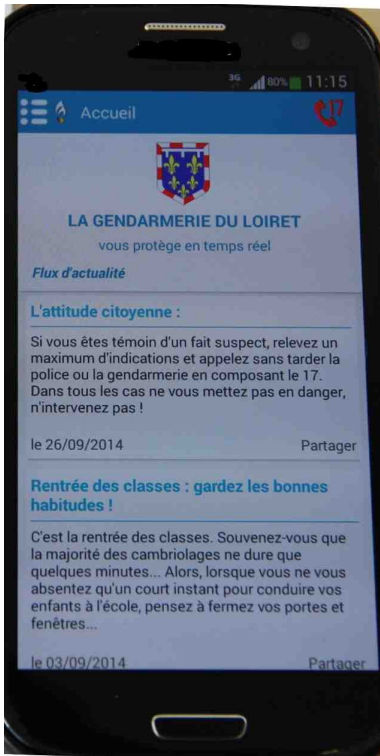 3G 80% 11:15
Accueil 17
LA GENDARMERIE DU LOIRET
vous protège en temps réel
Flux d'actualité
L'attitude citoyenne :
Si vous êtes témoin d'un fait suspect, relevez un
maximum d'indications et appelez sans tarder la
police ou la gendarmerie en composant le 17.
Dans tous les cas ne vous mettez pas en danger,
n'intervenez pas !
le 26/09/2014 Partager
Rentrée des classes : gardez les bonnes
habitudes !
C'est la rentrée des classes. Souvenez-vous que
la majorité des cambriolages ne dure que
quelques minutes... Alors, lorsque vous ne vous
absentez qu'un court instant pour conduire vos
enfants à l'école, pensez à fermez vos portes et
fenêtres...
le 03/09/2014 Partager